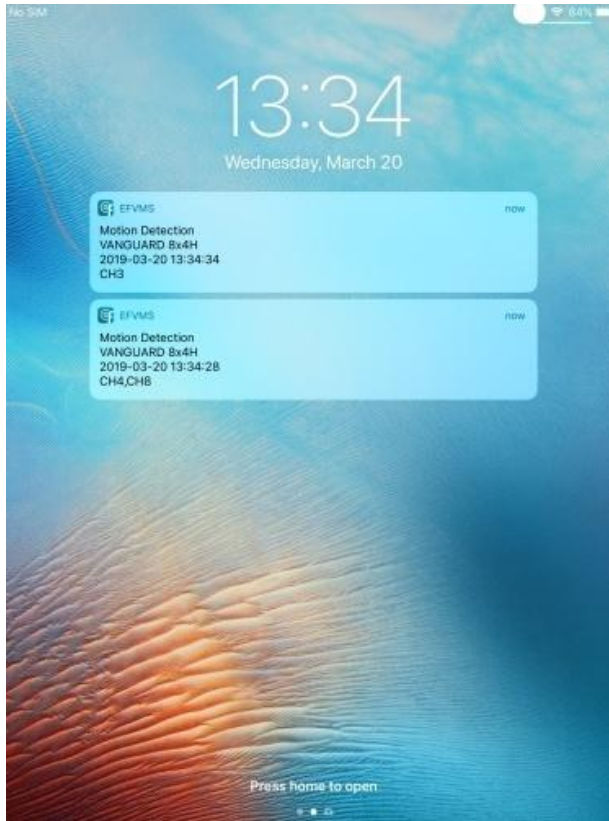 No SIM
84%
13:34
Wednesday, March 20
EFVMS
now
Motion Detection
VANGUARD 8x4H
2019-03-20 13:34:34
CH3
EFVMS
now
Motion Detection
VANGUARD 8x4H
2019-03-20 13:34:28
CH4,CH8
Press home to open